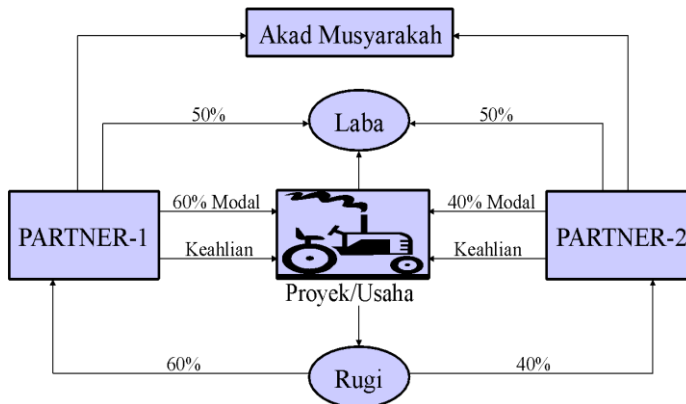 Akad Musyarakah
50%
Laba
50%
PARTNER-1
60% Modal
Keahlian
Proyek/Usaha
40% Modal
Keahlian
PARTNER-2
60%
Rugi
40%